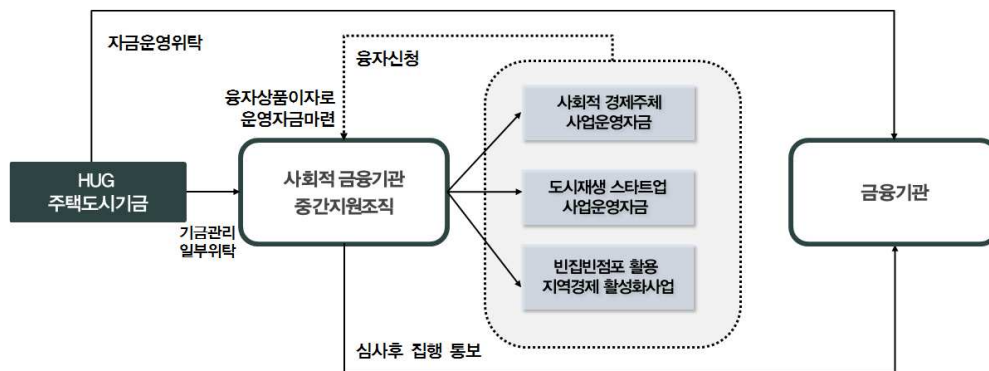 자금운영위탁
융자신청
융자상품이자로
운영자금마련
HUG
주택도시기금
기금관리
일부위탁
사회적 금융기관
중간지원조직
사회적 경제주체
사업운영자금
도시재생 스타트업
사업운영자금
빈집빈점포 활용
지역경제 활성화사업
금융기관
심사후 집행 통보